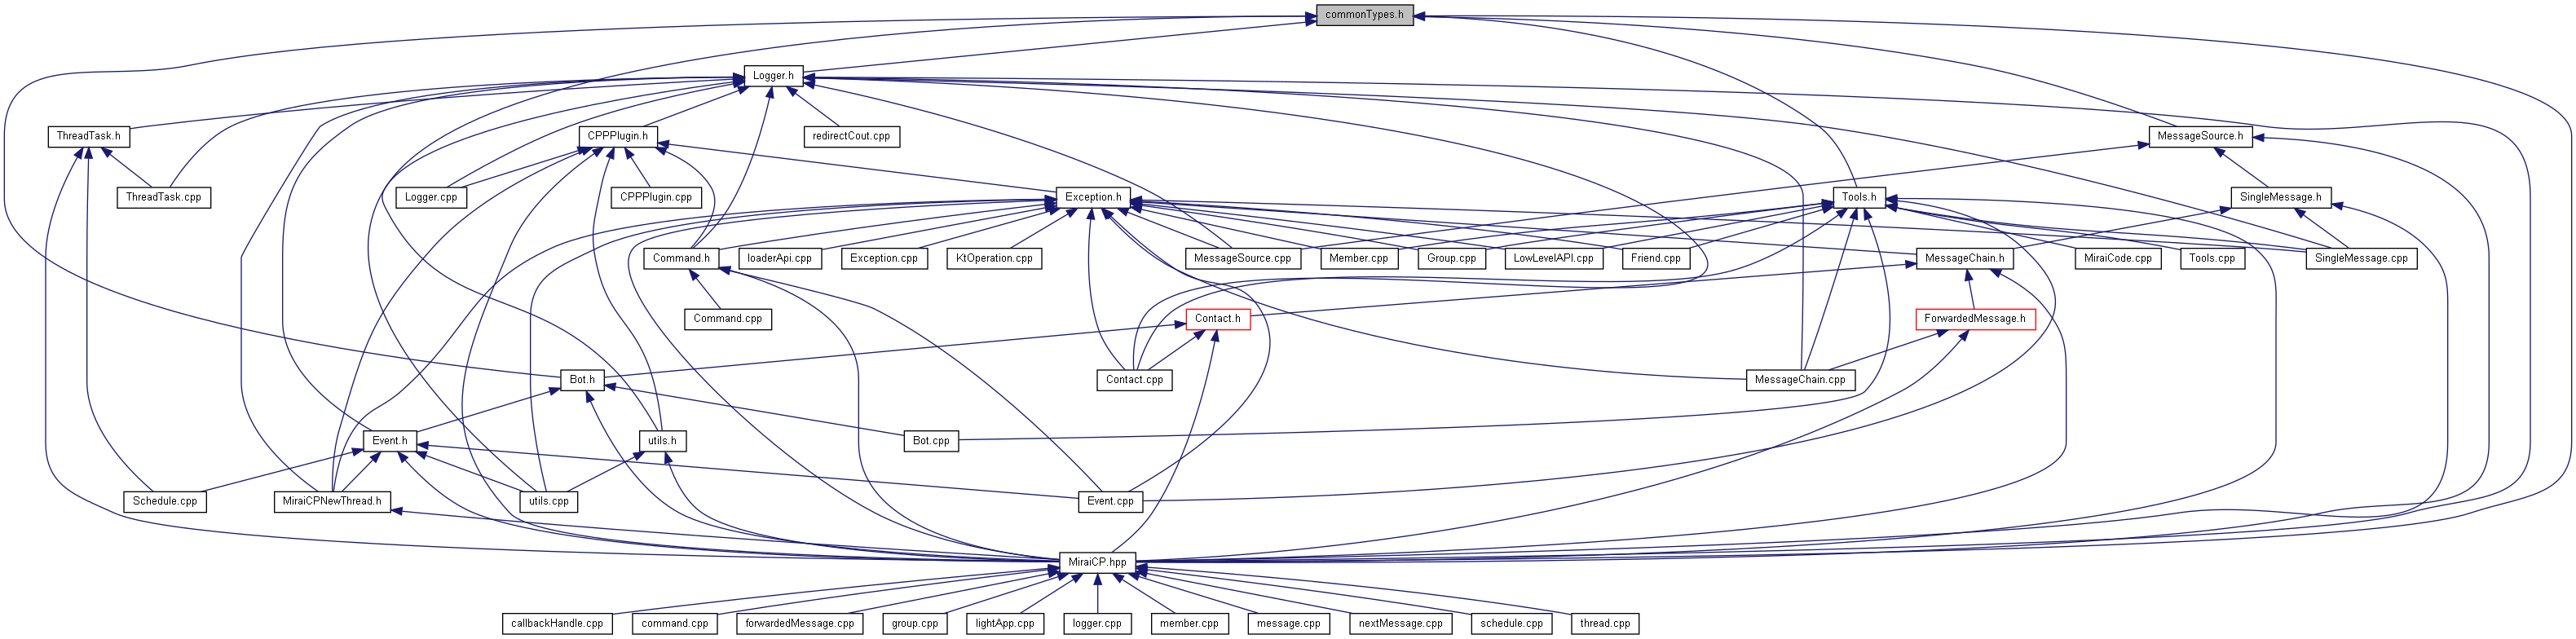 commonTypes.h
Logger.h
ThreadTask.h
CPPPlugin.h
redirectCout.cpp
MessageSource.h
ThreadTask.cpp
Logger.cpp
CPPPlugin.cpp
Exception.h
Tools.h
SingleMessage.h
Command.h
loaderApi.cpp
Exception.cpp
KtOperation.cpp
MessageSource.cpp
Member.cpp
Group.cpp
LowLevelAPI.cpp
Friend.cpp
MessageChain.h
MiraiCode.cpp
Tools.cpp
SingleMessage.cpp
Command.cpp
Contact.h
ForwardedMessage.h
Bot.h
Contact.cpp
MessageChain.cpp
Event.h
utils.h
Bot.cpp
Schedule.cpp
MiraiCPNewThread.h
utils.cpp
Event.cpp
MiraiCP.hpp
callbackHandle.cpp
command.cpp
forwardedMessage.cpp
group.cpp
lightApp.cpp
logger.cpp
member.cpp
message.cpp
nextMessage.cpp
schedule.cpp
thread.cpp